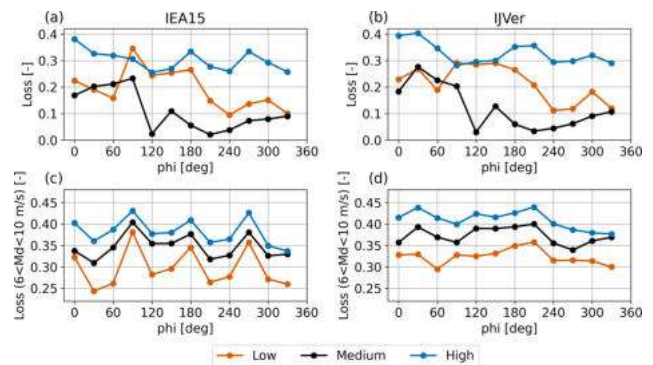 (a) IEA15
(b) IJVer
Loss [-]
0.4
0.3
0.2
0.1
0.0
0 60 120 180 240 300 360
phi [deg]
Loss [-]
0.4
0.3
0.2
0.1
0.0
0 60 120 180 240 300 360
phi [deg]
(c)
(d)
Loss (6<Md<10 m/s) [-]
0.45
0.40
0.35
0.30
0.25
0 60 120 180 240 300 360
phi [deg]
Loss (6<Md<10 m/s) [-]
0.45
0.40
0.35
0.30
0.25
0 60 120 180 240 300 360
phi [deg]
Low Medium High